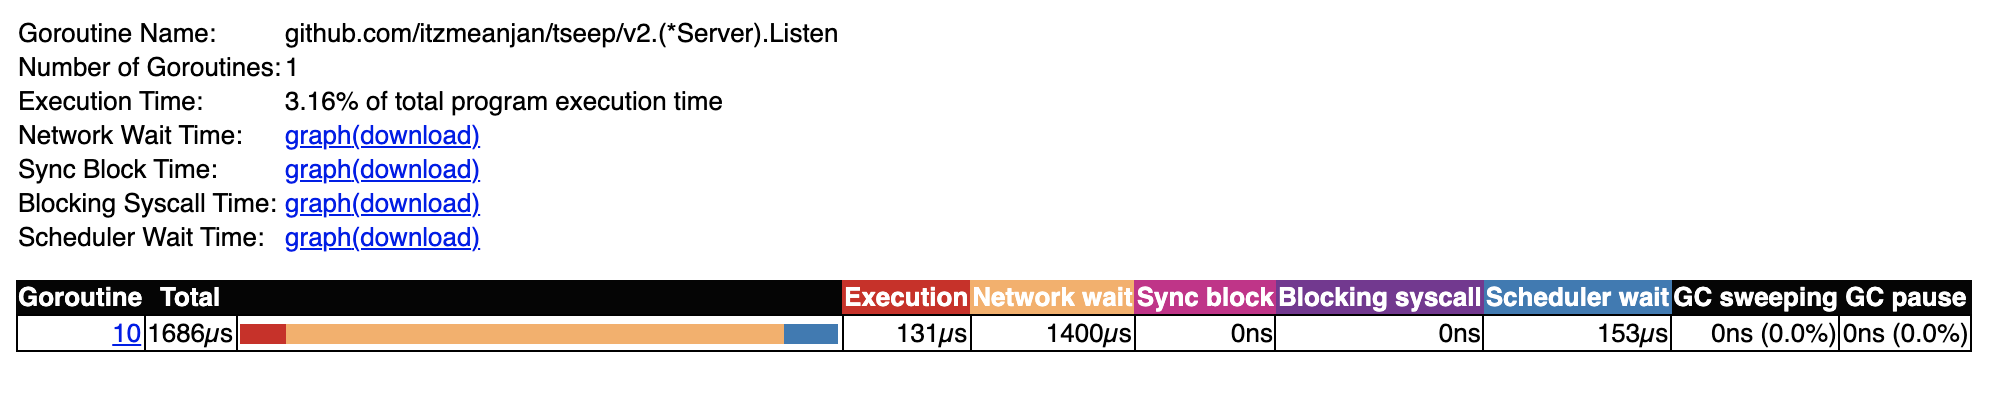 Goroutine Name: github.com/itzmeanjan/tseep/v2.(*Server).Listen
Number of Goroutines: 1
Execution Time: 3.16% of total program execution time
Network Wait Time: graph(download)
Sync Block Time: graph(download)
Blocking Syscall Time: graph(download)
Scheduler Wait Time: graph(download)
Goroutine Total Execution Network wait Sync block Blocking syscall Scheduler wait GC sweeping GC pause
10 1686µs 131µs 1400µs 0ns 0ns 153µs 0ns (0.0%) 0ns (0.0%)